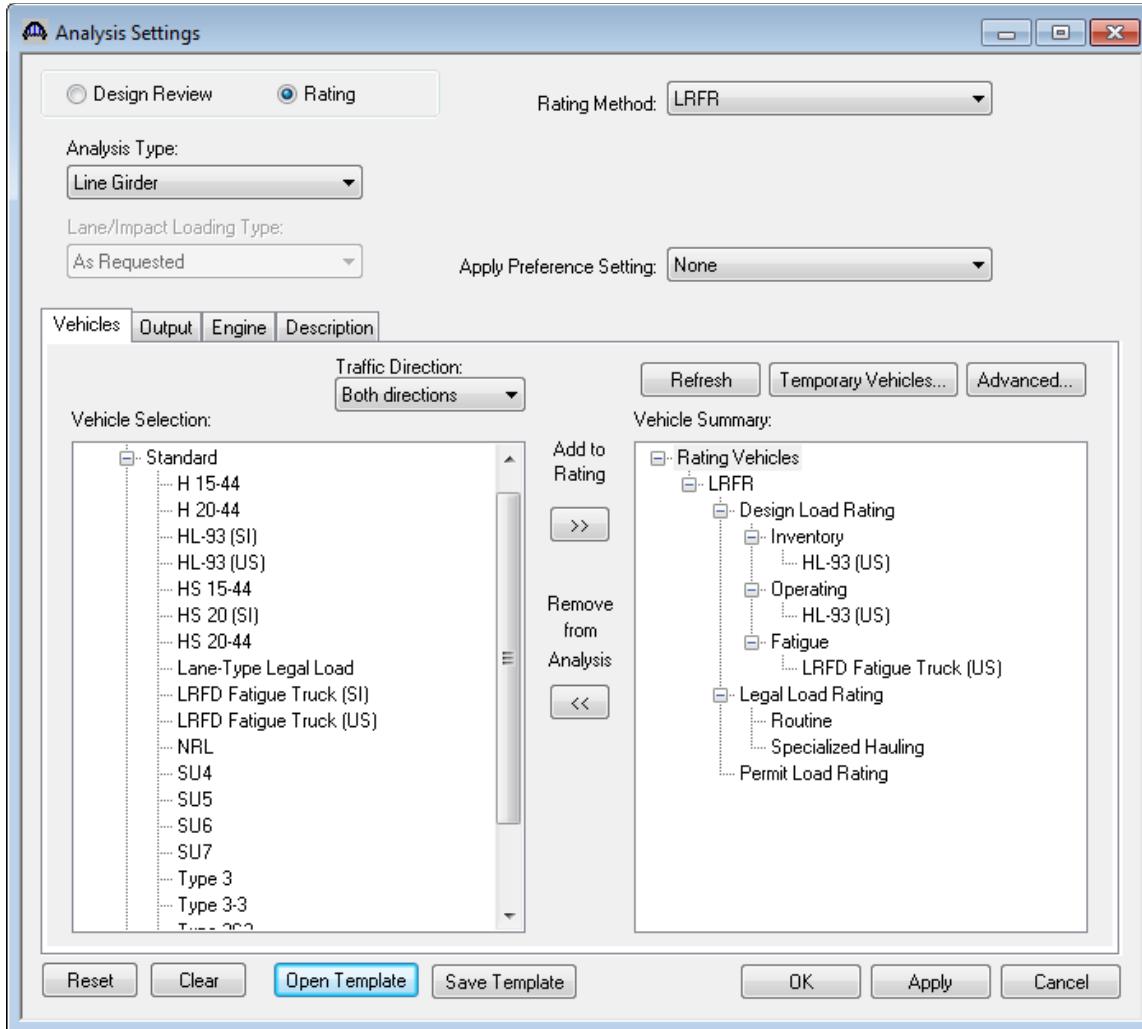 Analysis Settings
Design Review
Rating
Rating Method:
LRFR
Analysis Type:
Line Girder
Lane/Impact Loading Type:
As Requested
Apply Preference Setting:
None
Vehicles
Output
Engine
Description
Traffic Direction:
Both directions
Refresh
Temporary Vehicles...
Advanced...
Vehicle Selection:
Standard
H 15-44
H 20-44
HL-93 (SI)
HL-93 (US)
HS 15-44
HS 20 (SI)
HS 20-44
Lane-Type Legal Load
LRFD Fatigue Truck (SI)
LRFD Fatigue Truck (US)
NRL
SU4
SU5
SU6
SU7
Type 3
Type 3-3
Add to
Rating
>>
Remove
from
Analysis
<<
Vehicle Summary:
Rating Vehicles
LRFR
Design Load Rating
Inventory
HL-93 (US)
Operating
HL-93 (US)
Fatigue
LRFD Fatigue Truck (US)
Legal Load Rating
Routine
Specialized Hauling
Permit Load Rating
Reset
Clear
Open Template
Save Template
OK
Apply
Cancel